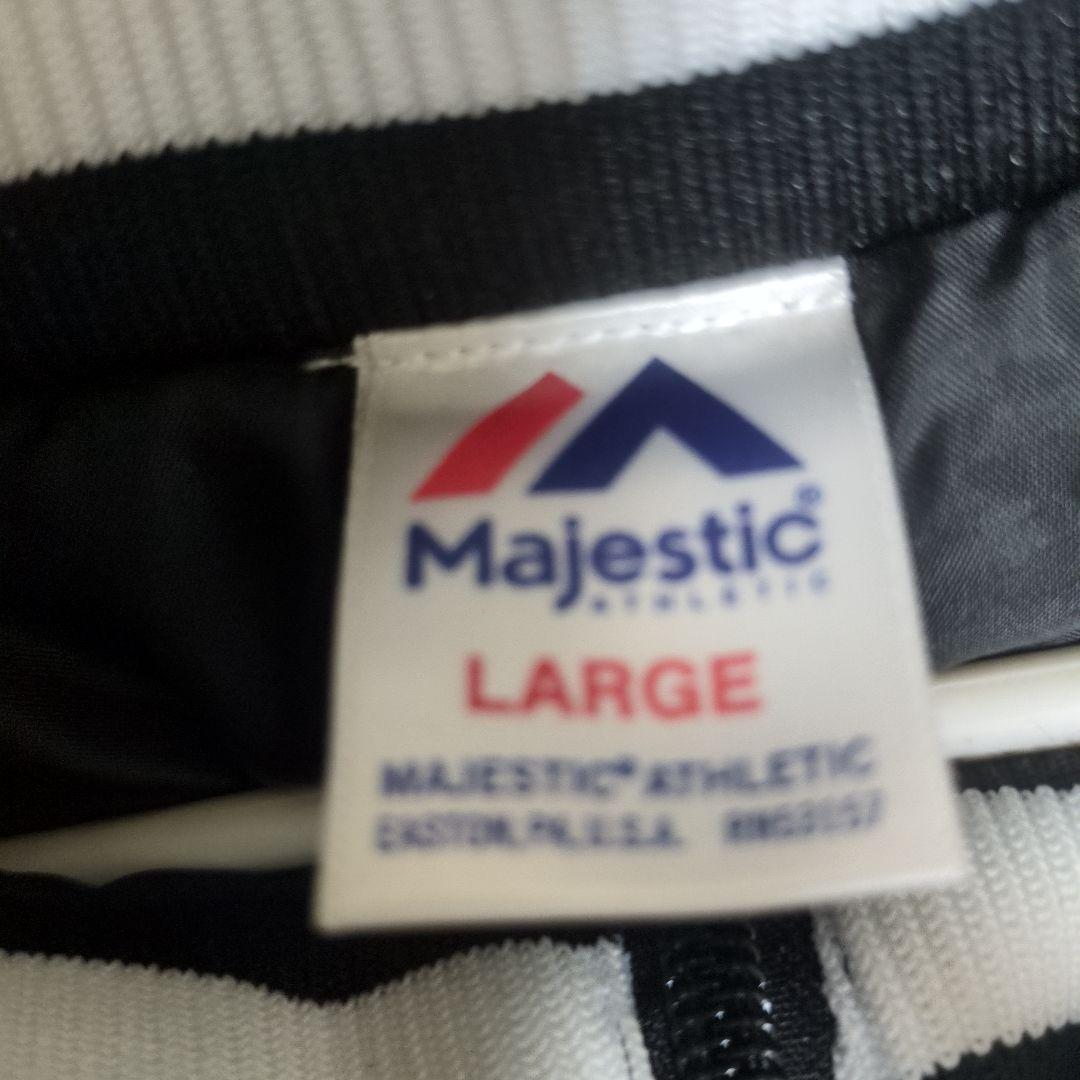 Majestic®
ATHLETIC
LARGE
MAJESTIC® ATHLETIC
EASTON, PA, U.S.A.